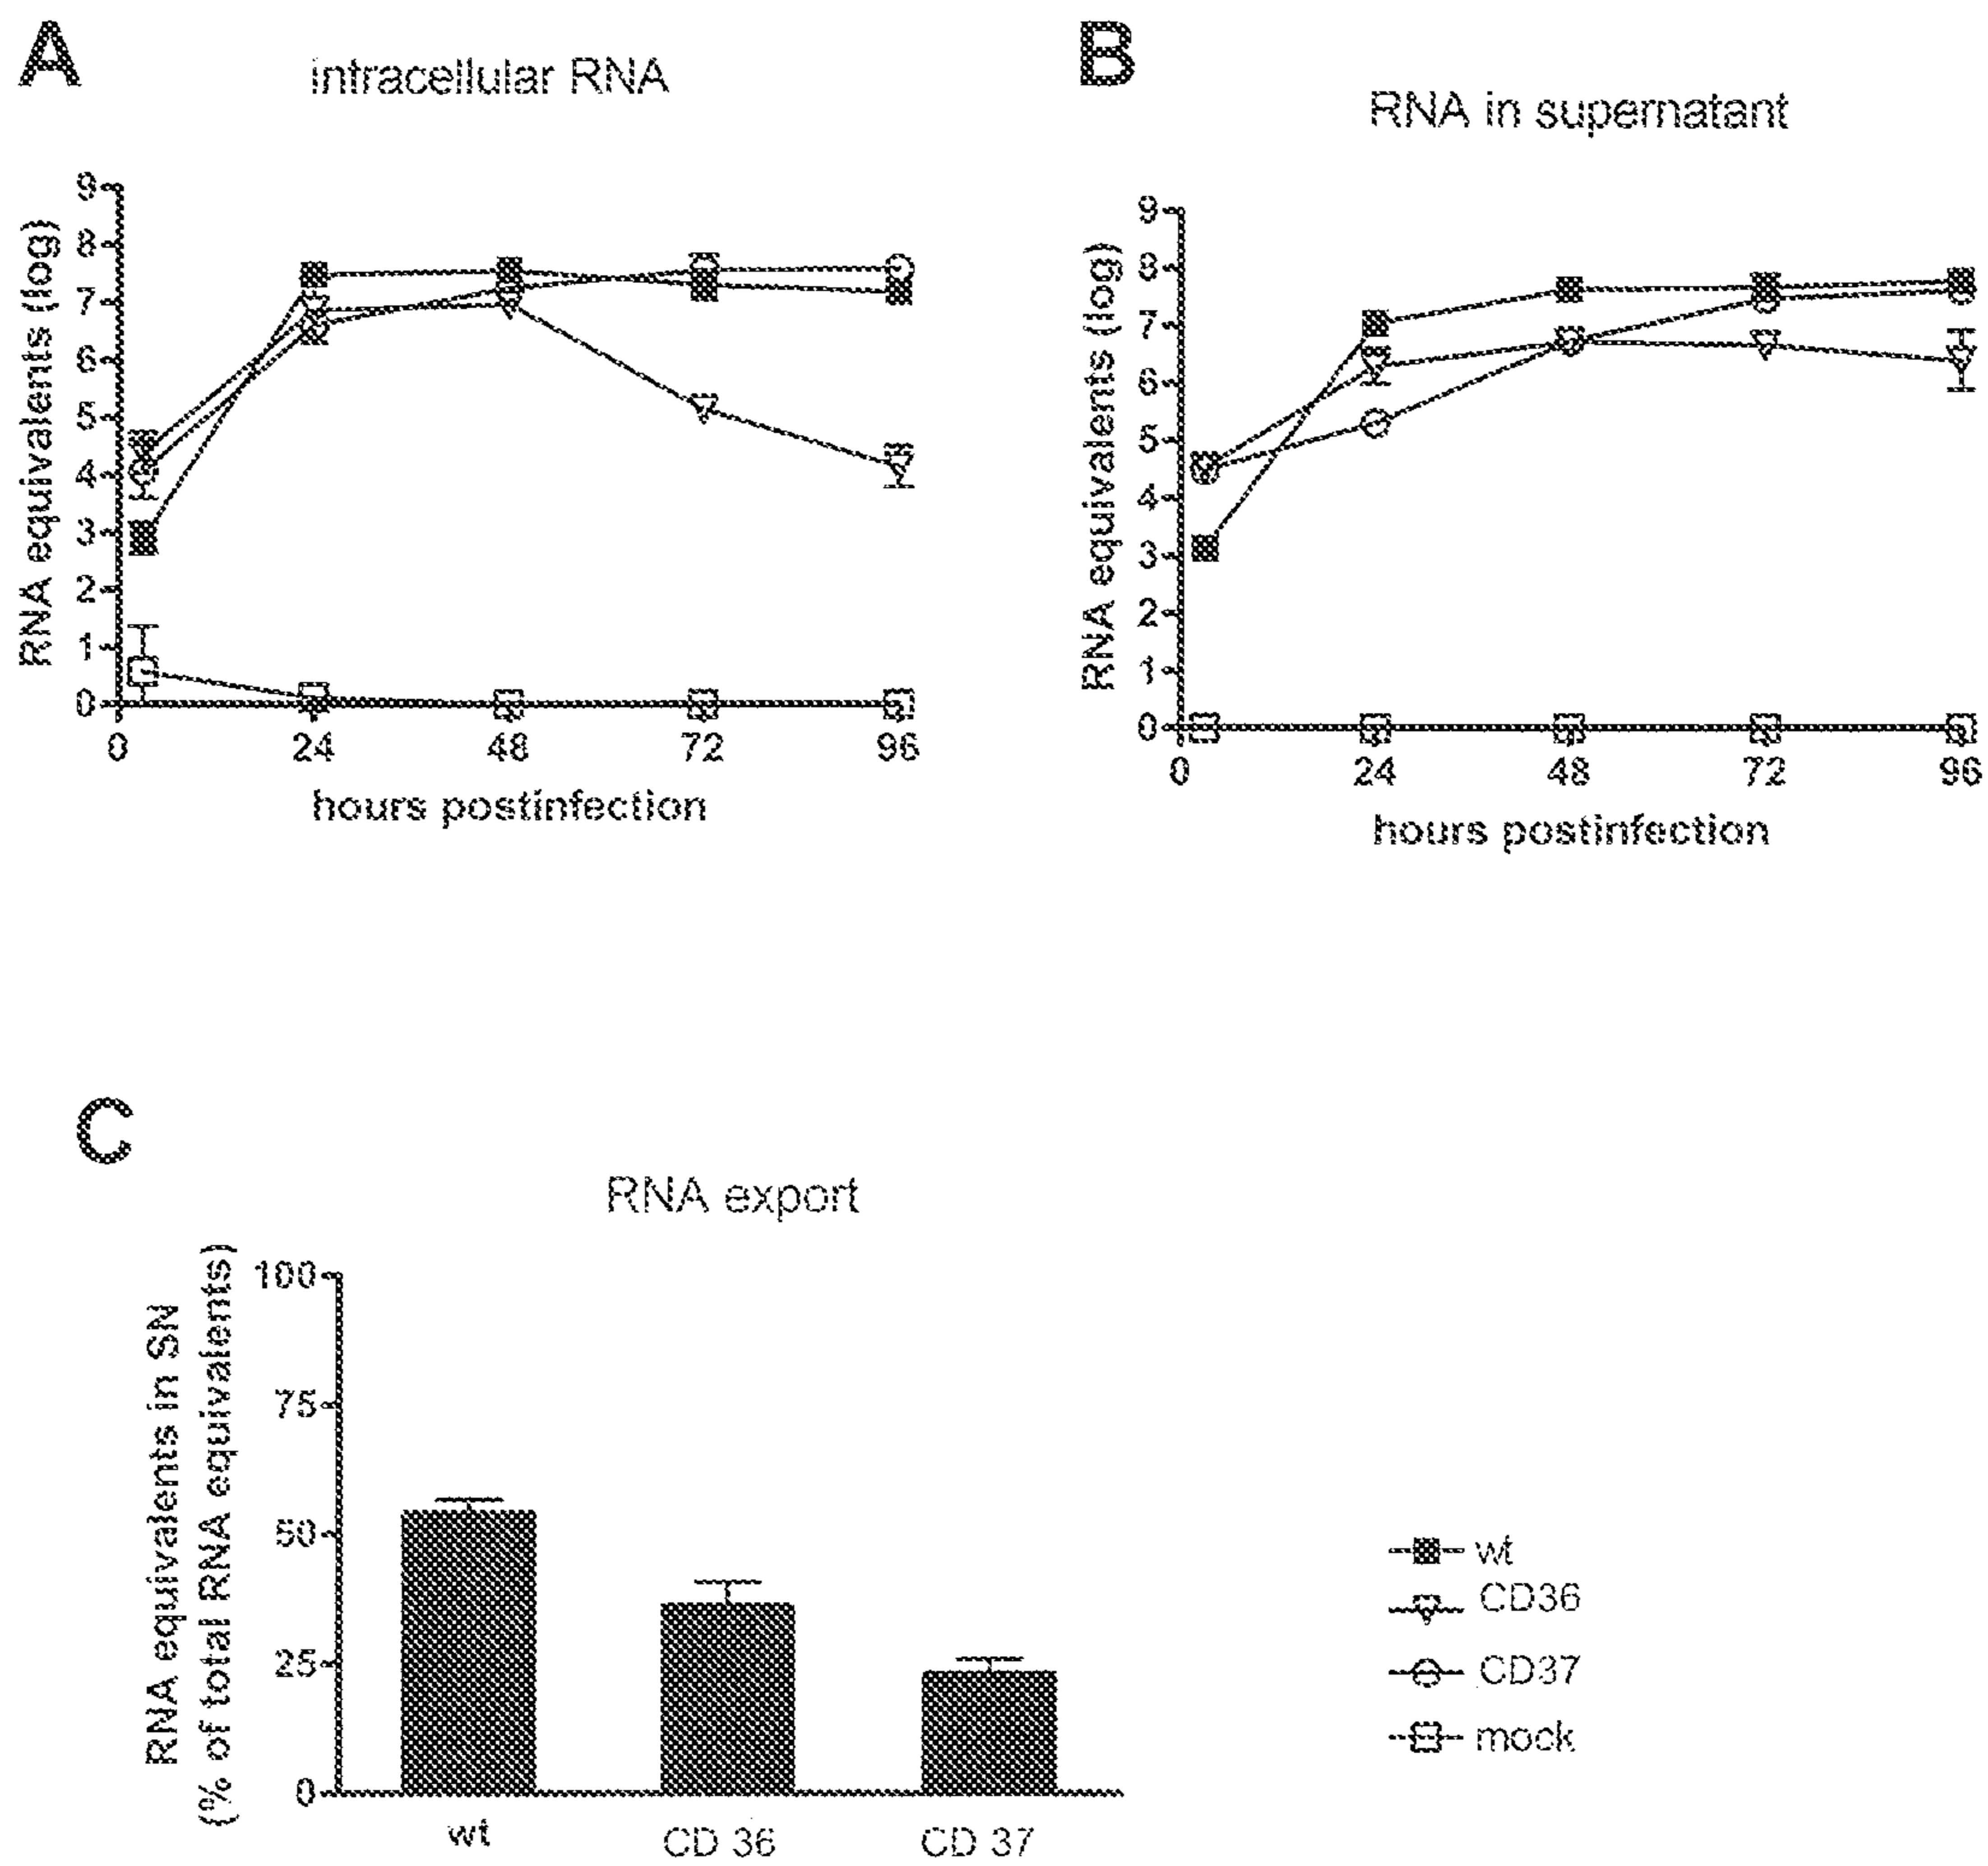 A
intracellular RNA
RNA equivalents (log)
9
8
7
6
5
4
3
2
1
0
0 24 48 72 96
hours postinfection
B
RNA in supernatant
RNA equivalents (log)
9
8
7
6
5
4
3
2
1
0
0 24 48 72 96
hours postinfection
C
RNA export
RNA equivalents in SN
(% of total RNA equivalents)
100
75
50
25
0
wt CD 36 CD 37
wt
CD36
CD37
mock